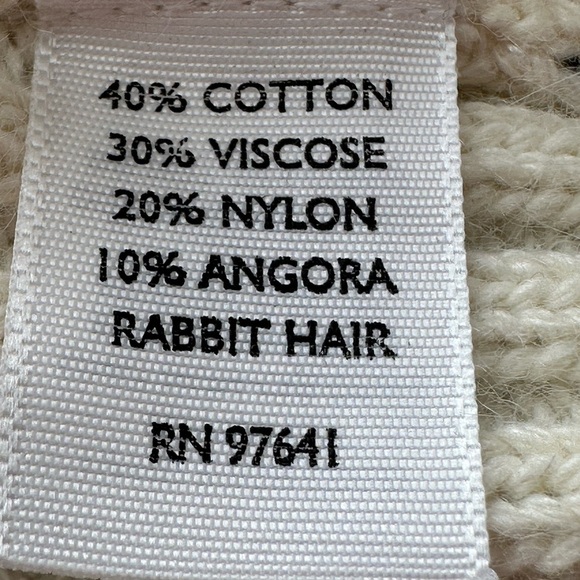 40% COTTON
30% VISCOSE
20% NYLON
10% ANGORA
RABBIT HAIR
RN 97641